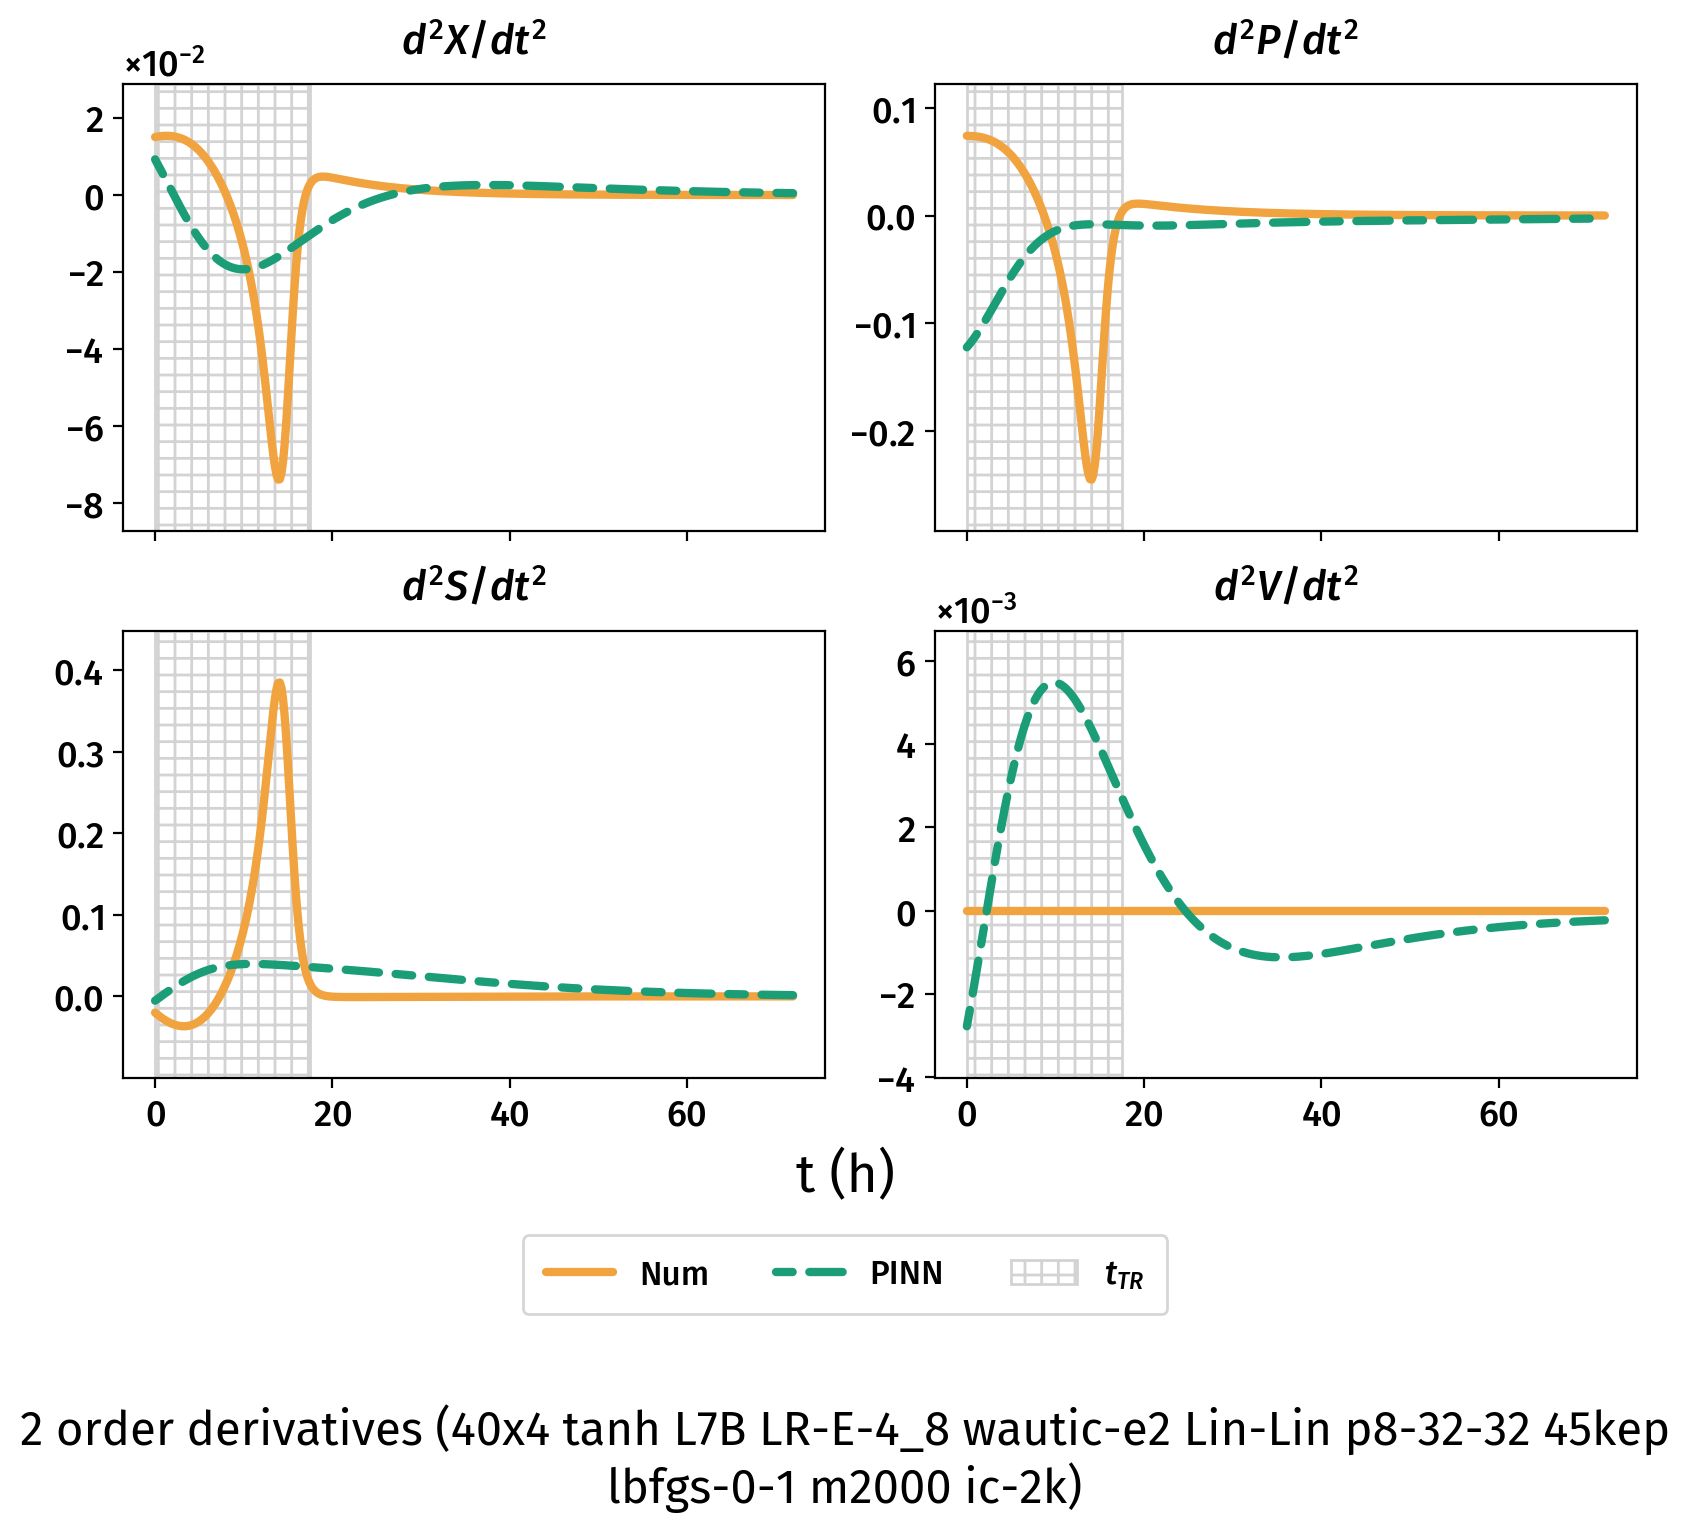 d²X/dt²
d²P/dt²
×10⁻²
2
0
−2
−4
−6
−8
0.1
0.0
−0.1
−0.2
d²S/dt²
d²V/dt²
×10⁻³
0.4
0.3
0.2
0.1
0.0
6
4
2
0
−2
−4
0 20 40 60
0 20 40 60
t (h)
Num PINN t_TR
2 order derivatives (40x4 tanh L7B LR-E-4_8 wautic-e2 Lin-Lin p8-32-32 45kep
lbfgs-0-1 m2000 ic-2k)